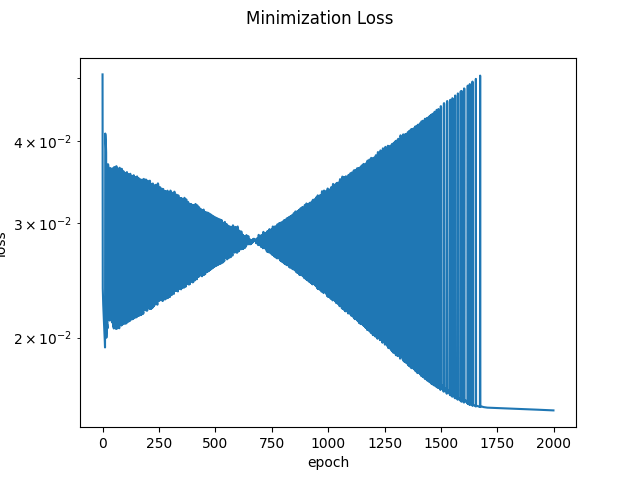 Minimization Loss
4 × 10⁻²
3 × 10⁻²
2 × 10⁻²
loss
0 250 500 750 1000 1250 1500 1750 2000
epoch